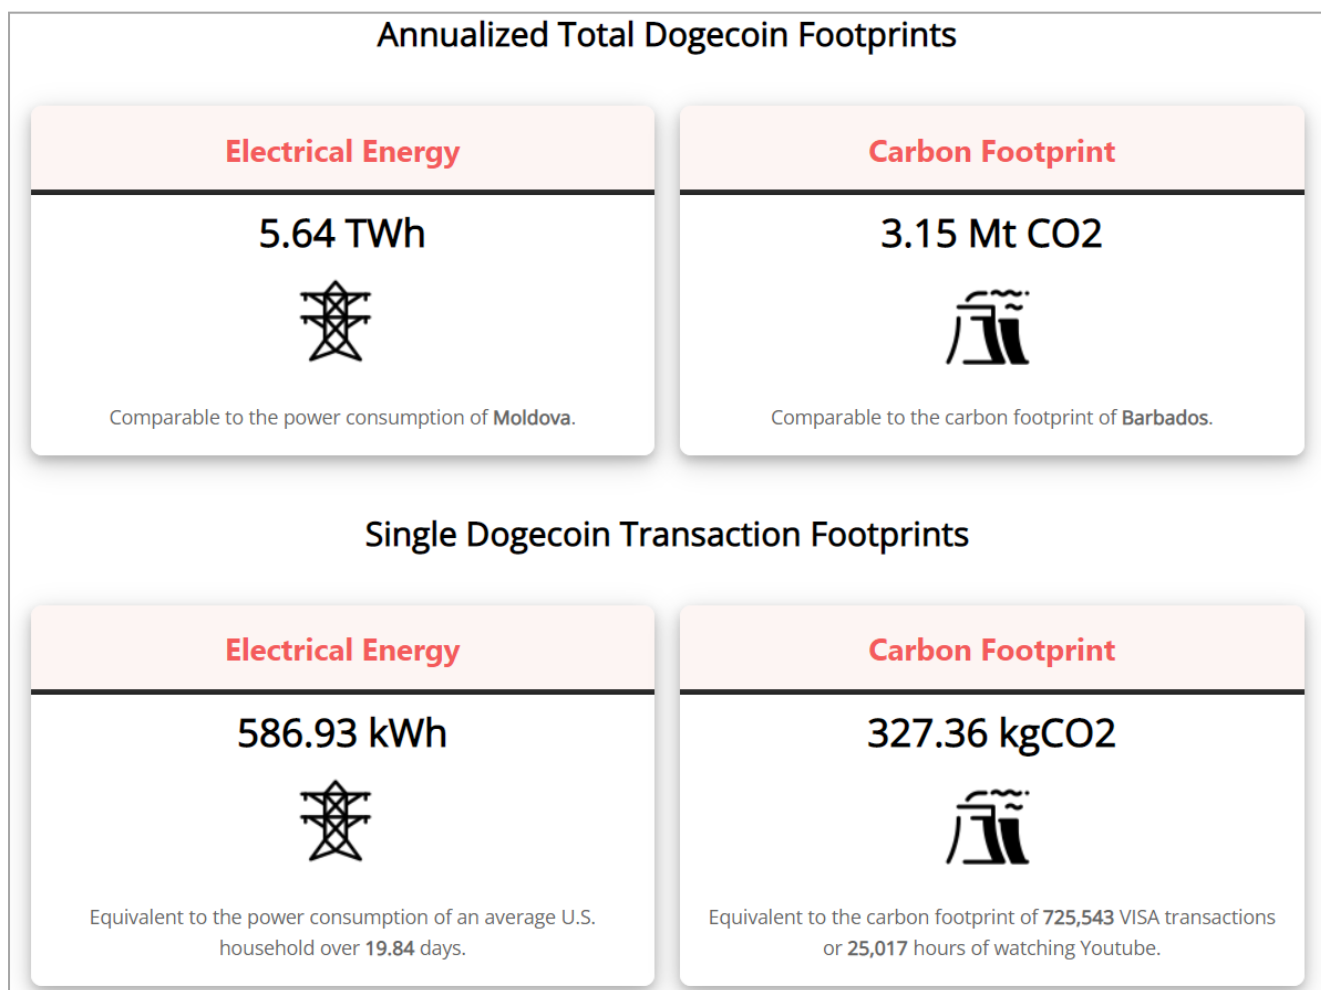 Annualized Total Dogecoin Footprints
Electrical Energy
5.64 TWh
Comparable to the power consumption of Moldova.
Carbon Footprint
3.15 Mt CO2
Comparable to the carbon footprint of Barbados.
Single Dogecoin Transaction Footprints
Electrical Energy
586.93 kWh
Equivalent to the power consumption of an average U.S.
household over 19.84 days.
Carbon Footprint
327.36 kgCO2
Equivalent to the carbon footprint of 725,543 VISA transactions
or 25,017 hours of watching Youtube.